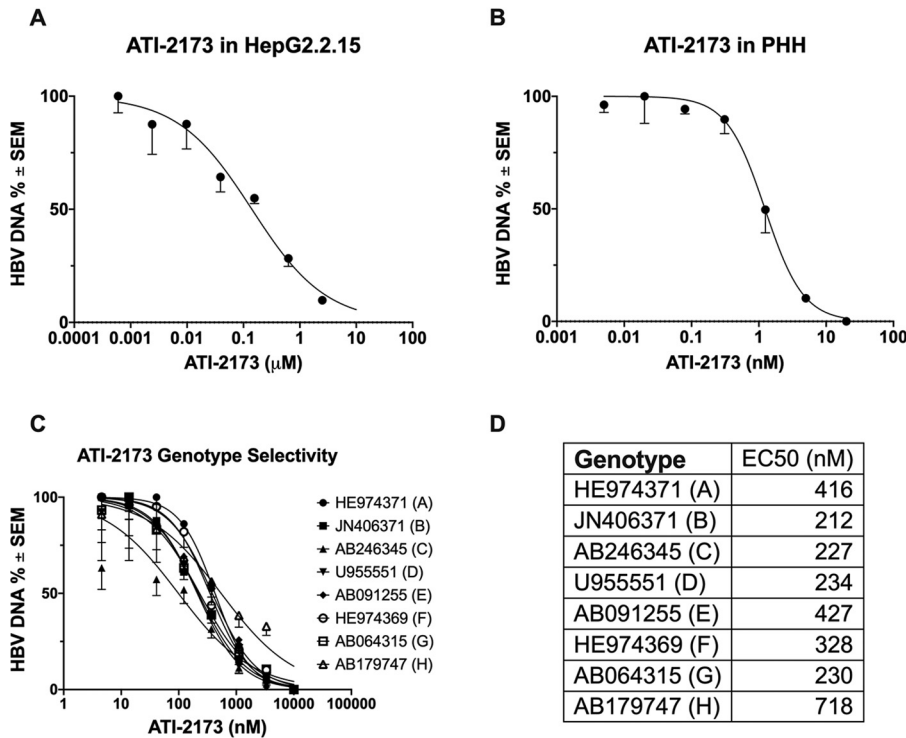 A
ATI-2173 in HepG2.2.15
HBV DNA % ± SEM
100
50
0
0.0001 0.001 0.01 0.1 1 10 100
ATI-2173 (μM)
B
ATI-2173 in PHH
HBV DNA % ± SEM
100
50
0
0.001 0.01 0.1 1 10 100
ATI-2173 (nM)
C
ATI-2173 Genotype Selectivity
HBV DNA % ± SEM
100
50
0
1 10 100 1000 10000 100000
ATI-2173 (nM)
HE974371 (A)
JN406371 (B)
AB246345 (C)
U955551 (D)
AB091255 (E)
HE974369 (F)
AB064315 (G)
AB179747 (H)
D
Genotype EC50 (nM)
HE974371 (A) 416
JN406371 (B) 212
AB246345 (C) 227
U955551 (D) 234
AB091255 (E) 427
HE974369 (F) 328
AB064315 (G) 230
AB179747 (H) 718